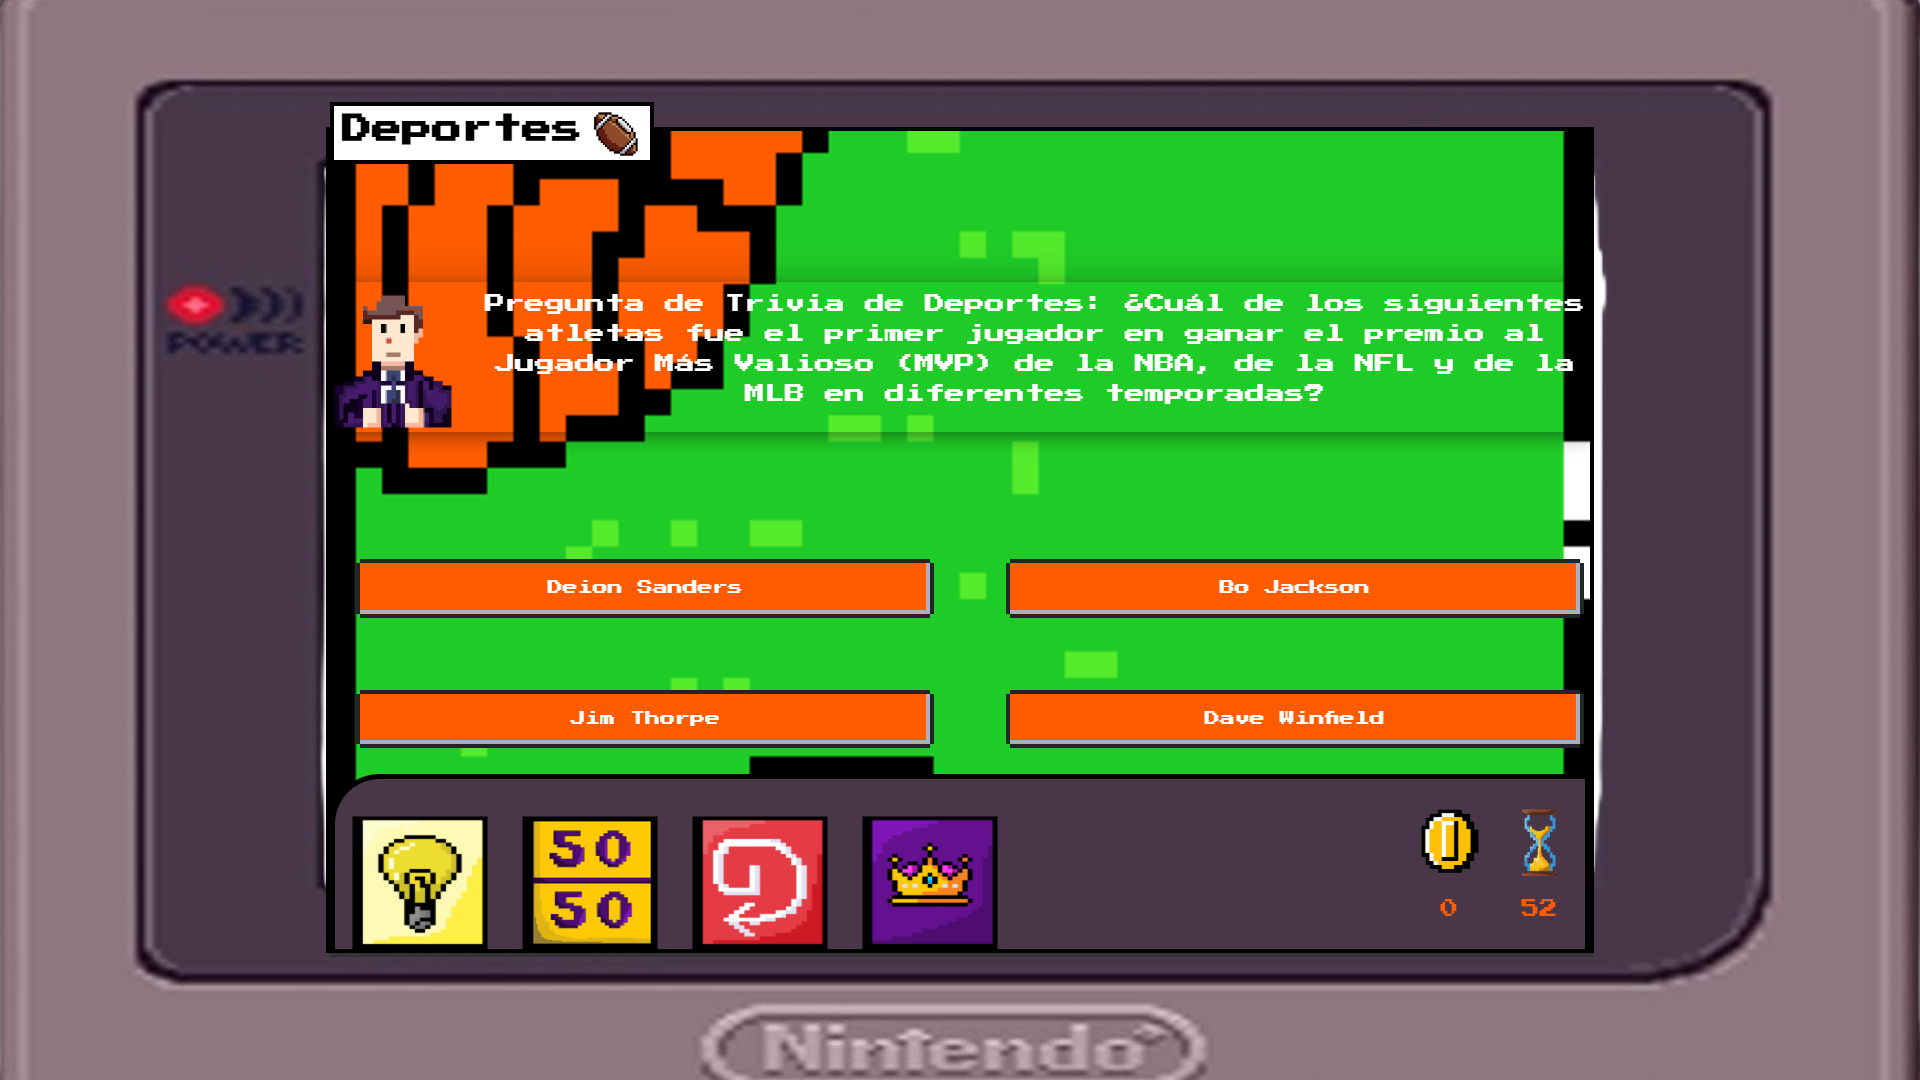 Deportes
POWER
Pregunta de Trivia de Deportes: ¿Cuál de los siguientes
atletas fue el primer jugador en ganar el premio al
Jugador Más Valioso (MVP) de la NBA, de la NFL y de la
MLB en diferentes temporadas?
Deion Sanders
Bo Jackson
Jim Thorpe
Dave Winfield
50
50
0
52
Nintendo